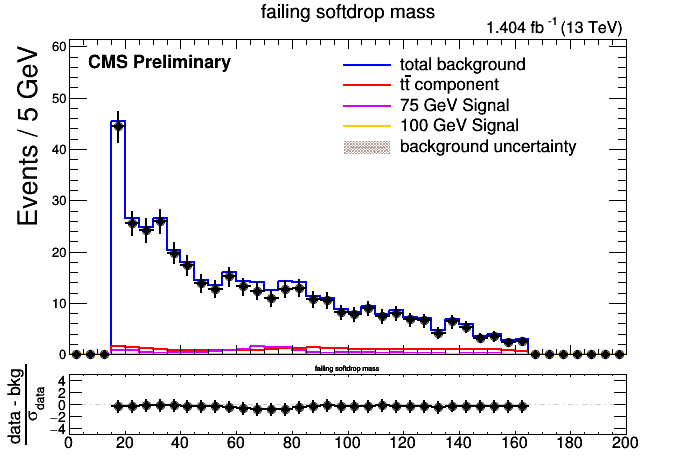 failing softdrop mass
1.404 fb⁻¹ (13 TeV)
CMS Preliminary
total background
tt̄ component
75 GeV Signal
100 GeV Signal
background uncertainty
Events / 5 GeV
60
50
40
30
20
10
0
failing softdrop mass
data - bkg
σdata
4
2
0
−2
−4
0 20 40 60 80 100 120 140 160 180 200